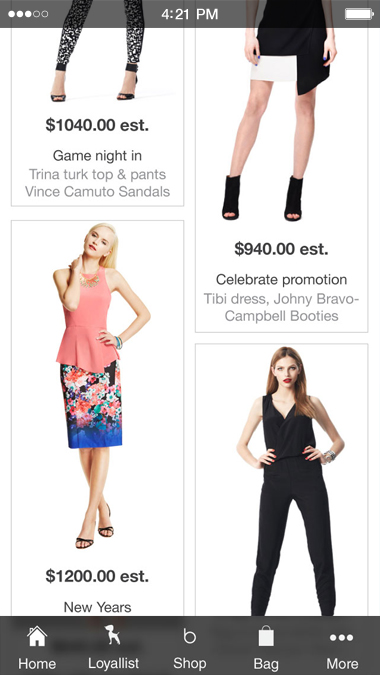 4:21 PM
$1040.00 est.
Game night in
Trina turk top & pants
Vince Camuto Sandals
$940.00 est.
Celebrate promotion
Tibi dress, Johny Bravo-
Campbell Booties
$1200.00 est.
New Years
Home
Loyallist
Shop
Bag
More